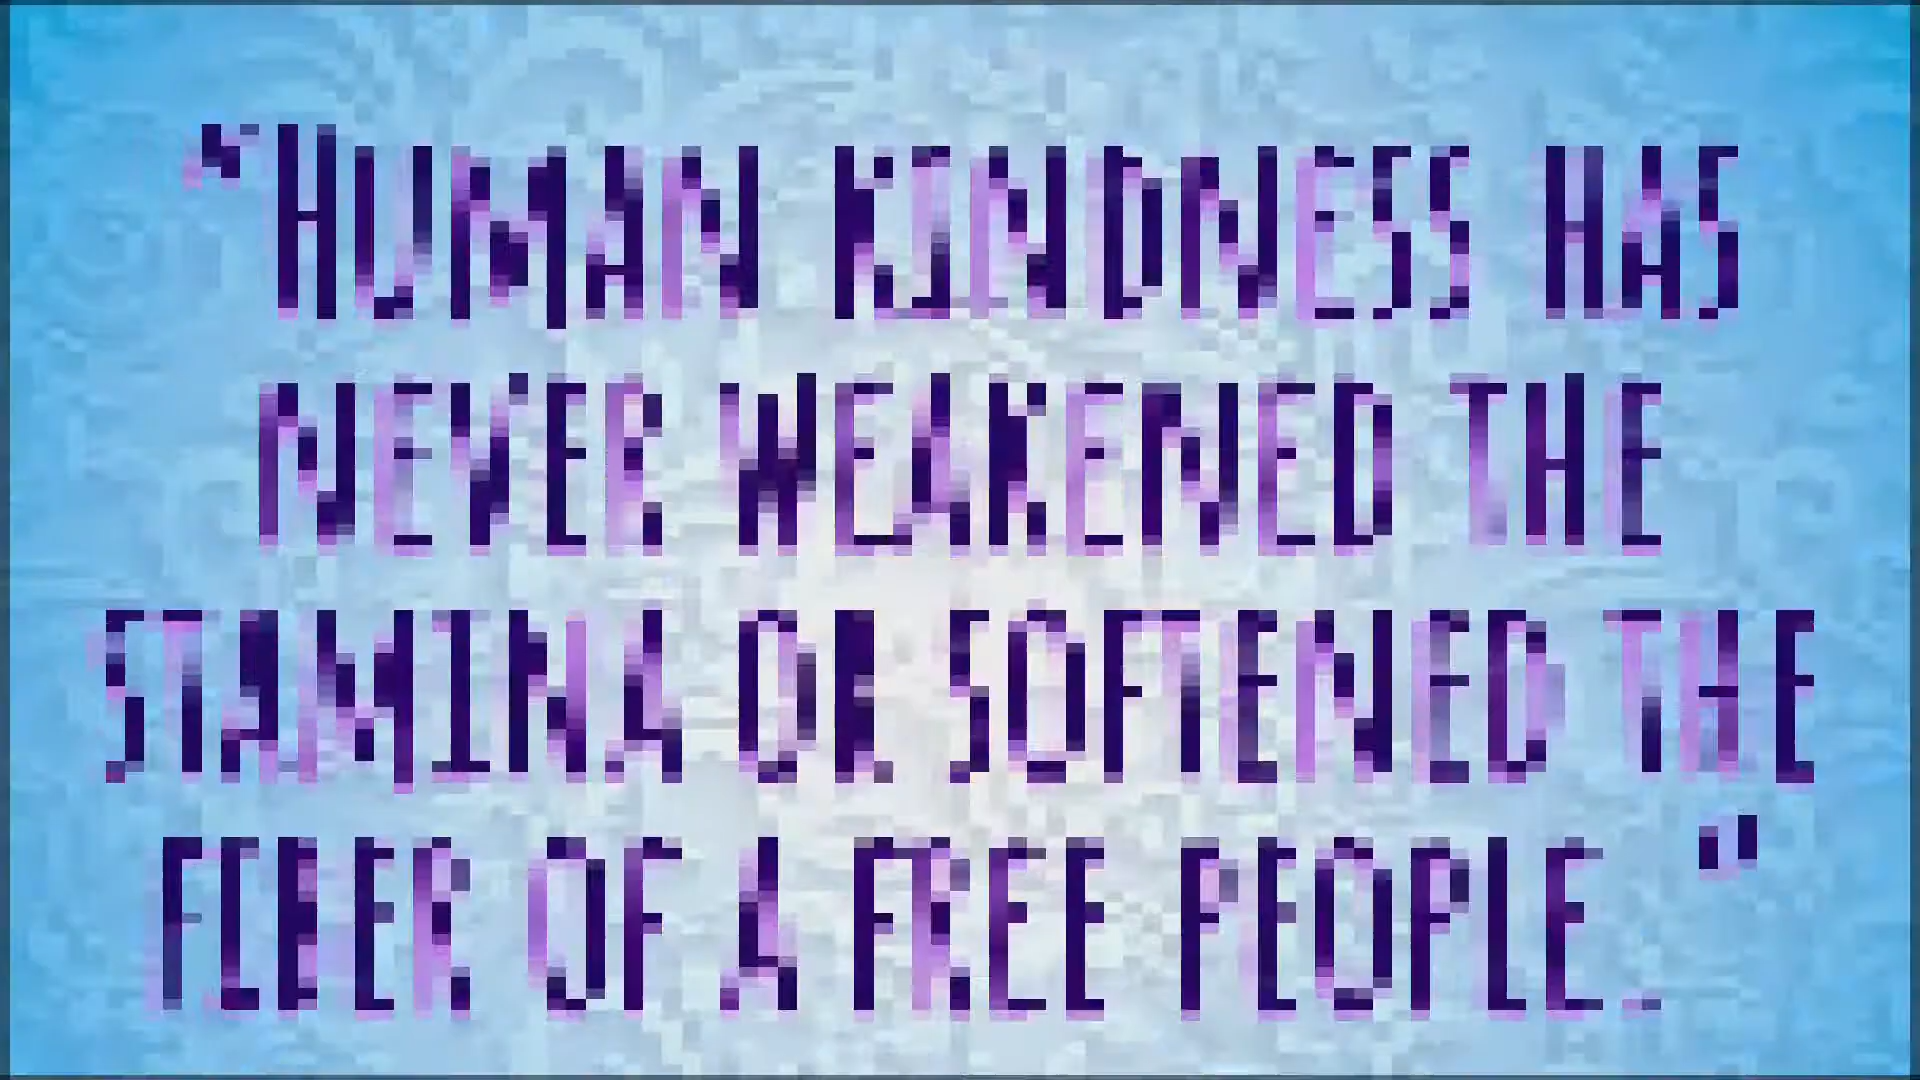 "HUMAN KINDNESS HAS
NEVER WEAKENED THE
STAMINA OR SOFTENED THE
FIBER OF A FREE PEOPLE."